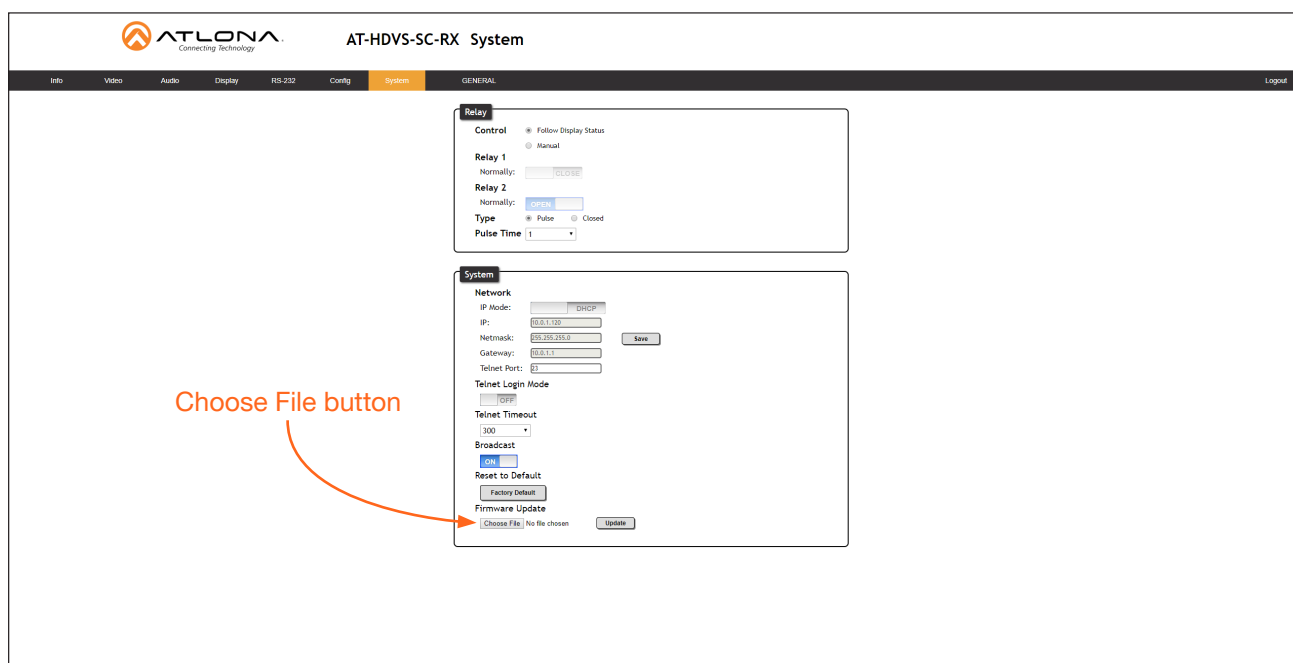 ATLONA.
Connecting Technology
AT-HDVS-SC-RX System
Info Video Audio Display RS-232 Config System GENERAL Logout
Relay
Control Follow Display Status
Manual
Relay 1
Normally: CLOSE
Relay 2
Normally: OPEN
Type Pulse Closed
Pulse Time 1
System
Network
IP Mode: DHCP
IP: 10.0.1.120
Netmask: 255.255.255.0 Save
Gateway: 10.0.1.1
Telnet Port: 23
Telnet Login Mode
OFF
Telnet Timeout
300
Broadcast
ON
Reset to Default
Factory Default
Firmware Update
Choose File No file chosen Update
Choose File button